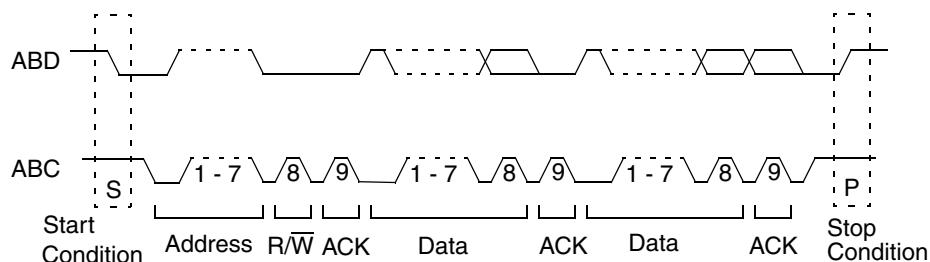 ABD
ABC
S
1 - 7
8
9
1 - 7
8
9
1 - 7
8
9
P
Start
Condition
Address
R/W̅
ACK
Data
ACK
Data
ACK
Stop
Condition